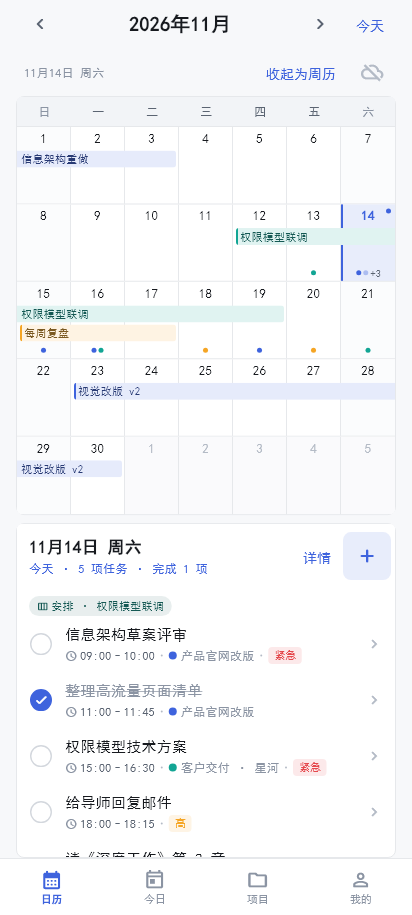 2026年11月 今天
11月14日 周六 收起为周历
日 一 二 三 四 五 六
1 2 3 4 5 6 7
信息架构重做
8 9 10 11 12 13 14
权限模型联调
+3
15 16 17 18 19 20 21
权限模型联调
每周复盘
22 23 24 25 26 27 28
视觉改版 v2
29 30 1 2 3 4 5
视觉改版 v2
11月14日 周六
今天 · 5 项任务 · 完成 1 项
详情
安排 · 权限模型联调
信息架构草案评审
09:00 – 10:00 · 产品官网改版 · 紧急
整理高流量页面清单
11:00 – 11:45 · 产品官网改版
权限模型技术方案
15:00 – 16:30 · 客户交付 · 星河 · 紧急
给导师回复邮件
18:00 – 18:15 · 高
读《深度工作》第 3 章
日历 今日 项目 我的